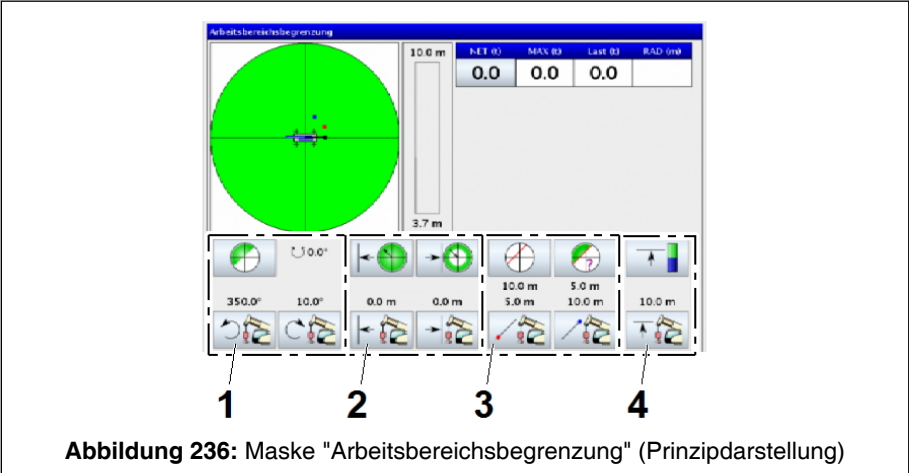 Arbeitsbereichsbegrenzung
10.0 m
NET (t) MAX (t) Last (t) RAD (m)
0.0 0.0 0.0
3.7 m
0.0°
?
10.0 m 5.0 m
350.0° 10.0° 0.0 m 0.0 m 5.0 m 10.0 m 10.0 m
1 2 3 4
Abbildung 236: Maske "Arbeitsbereichsbegrenzung" (Prinzipdarstellung)